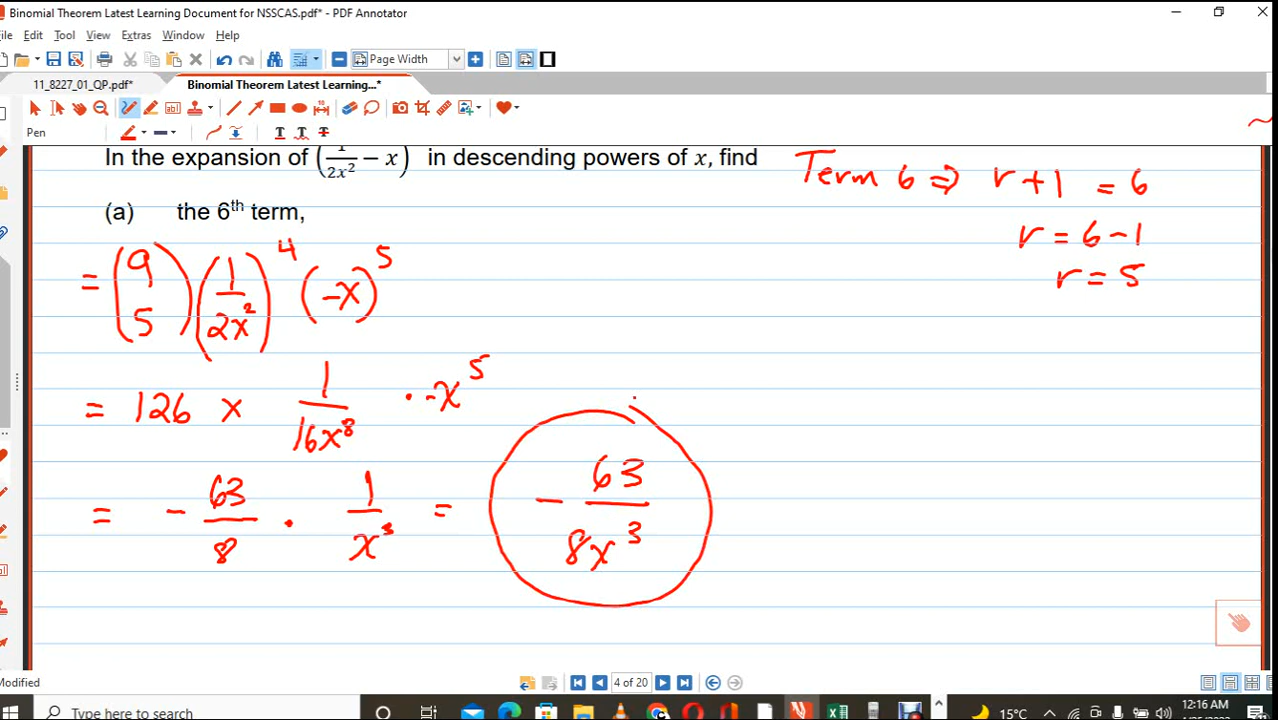 Binomial Theorem Latest Learning Document for NSSCAS.pdf* - PDF Annotator
File Edit Tool View Extras Window Help
Page Width
11_8227_01_QP.pdf* Binomial Theorem Latest Learning...*
Pen
In the expansion of (1/2x² − x) in descending powers of x, find
Term 6 ⇒ r + 1 = 6
(a) the 6th term,
r = 6 - 1
r = 5
= (9 5) (1/2x²)⁴ (-x)⁵
= 126 × 1/16x⁸ · -x⁵
= - 63/8 · 1/x³ = - 63/8x³
Modified
4 of 20
Type here to search
15°C
12:16 AM